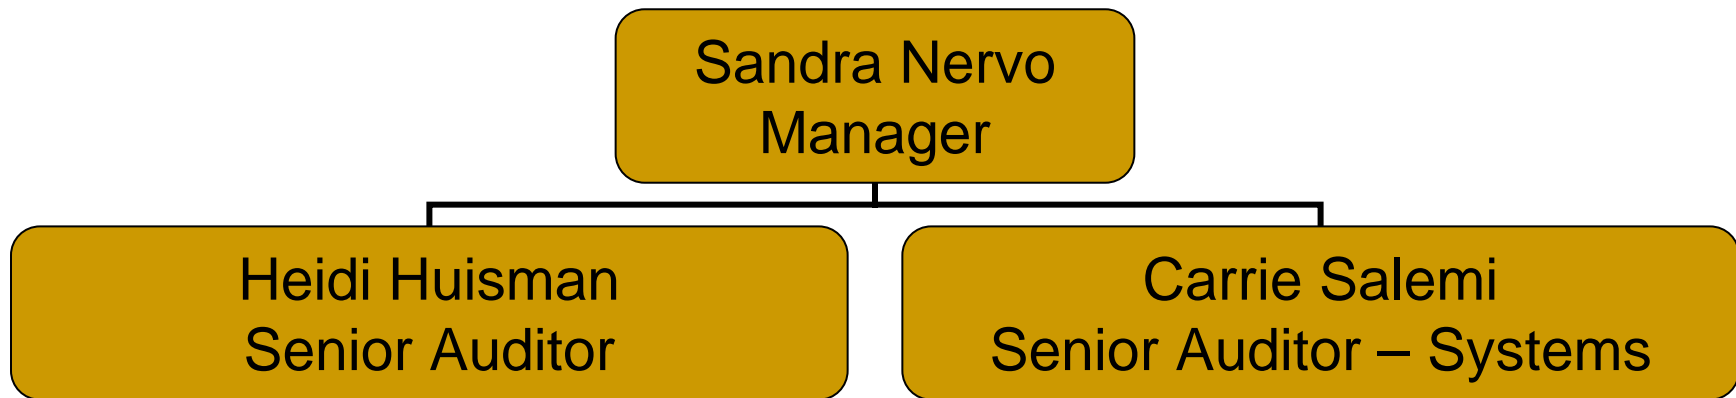 Sandra Nervo
Manager
Heidi Huisman
Senior Auditor
Carrie Salemi
Senior Auditor – Systems